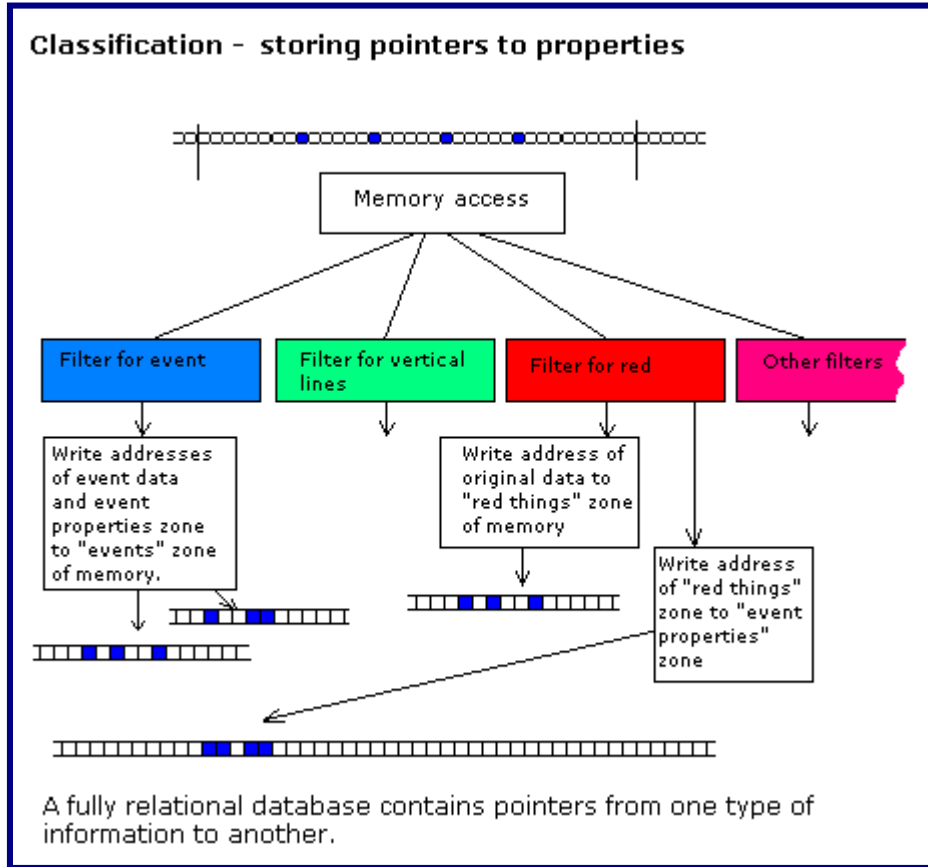 Classification -  storing pointers to properties
Memory access
Filter for event
Filter for vertical
lines
Filter for red
Other filters
Write addresses
of event data
and event
properties zone
to "events" zone
of memory.
Write address of
original data to
"red things" zone
of memory
Write address
of "red things"
zone to "event
properties"
zone
A fully relational database contains pointers from one type of
information to another.